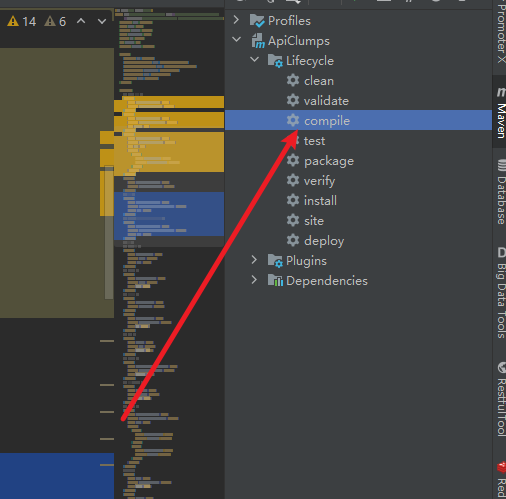 14 6
Profiles
ApiClumps
Lifecycle
clean
validate
compile
test
package
verify
install
site
deploy
Plugins
Dependencies
Promoter X
Maven
Database
Big Data Tools
RestfulTool
Red